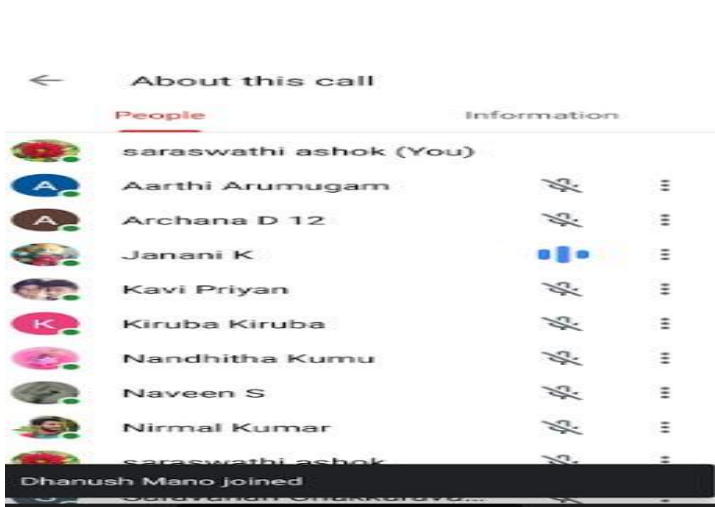 About this call
People Information
saraswathi ashok (You)
A Aarthi Arumugam
A Archana D 12
Janani K
Kavi Priyan
K Kiruba Kiruba
Nandhitha Kumu
Naveen S
Nirmal Kumar
saraswathi ashok
Dhanush Mano joined